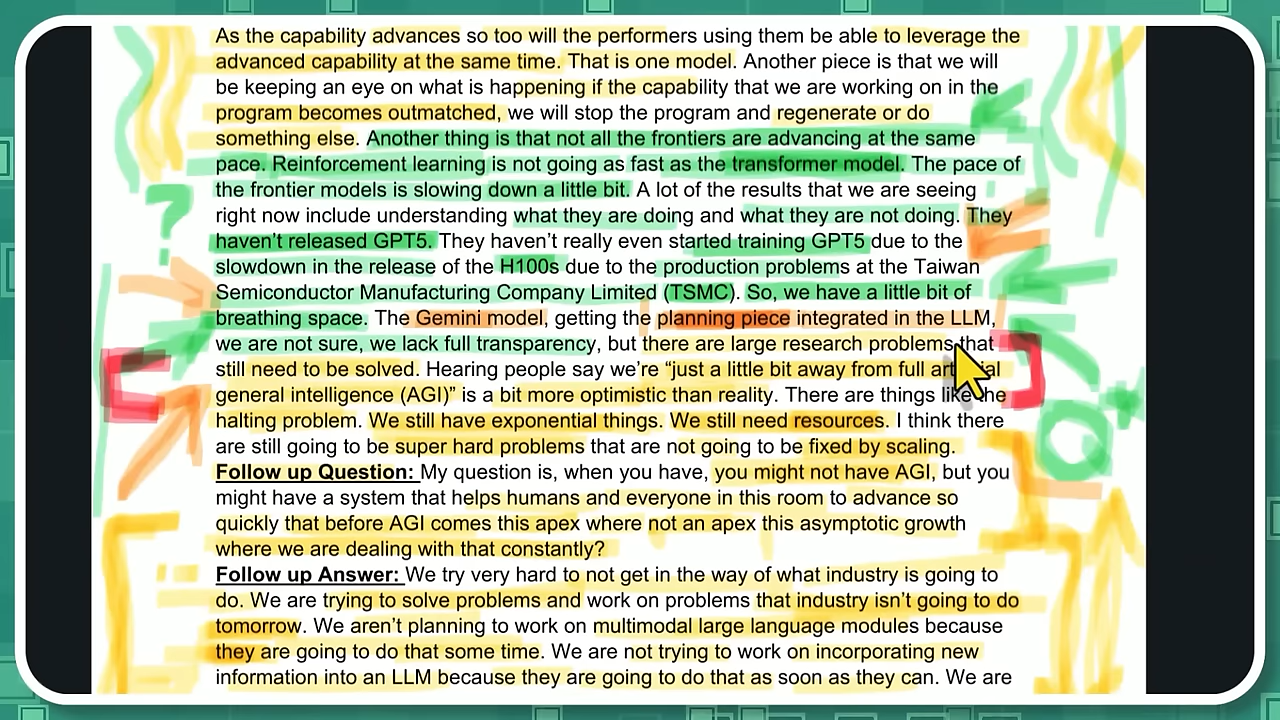 As the capability advances so too will the performers using them be able to leverage the
advanced capability at the same time. That is one model. Another piece is that we will
be keeping an eye on what is happening if the capability that we are working on in the
program becomes outmatched, we will stop the program and regenerate or do
something else. Another thing is that not all the frontiers are advancing at the same
pace. Reinforcement learning is not going as fast as the transformer model. The pace of
the frontier models is slowing down a little bit. A lot of the results that we are seeing
right now include understanding what they are doing and what they are not doing. They
haven't released GPT5. They haven't really even started training GPT5 due to the
slowdown in the release of the H100s due to the production problems at the Taiwan
Semiconductor Manufacturing Company Limited (TSMC). So, we have a little bit of
breathing space. The Gemini model, getting the planning piece integrated in the LLM,
we are not sure, we lack full transparency, but there are large research problems that
still need to be solved. Hearing people say we're “just a little bit away from full
general intelligence (AGI)” is a bit more optimistic than reality. There are things like
halting problem. We still have exponential things. We still need resources. I think there
are still going to be super hard problems that are not going to be fixed by scaling.
Follow up Question: My question is, when you have, you might not have AGI, but you
might have a system that helps humans and everyone in this room to advance so
quickly that before AGI comes this apex where not an apex this asymptotic growth
where we are dealing with that constantly?
Follow up Answer: We try very hard to not get in the way of what industry is going to
do. We are trying to solve problems and work on problems that industry isn't going to do
tomorrow. We aren't planning to work on multimodal large language modules because
they are going to do that some time. We are not trying to work on incorporating new
information into an LLM because they are going to do that as soon as they can. We are